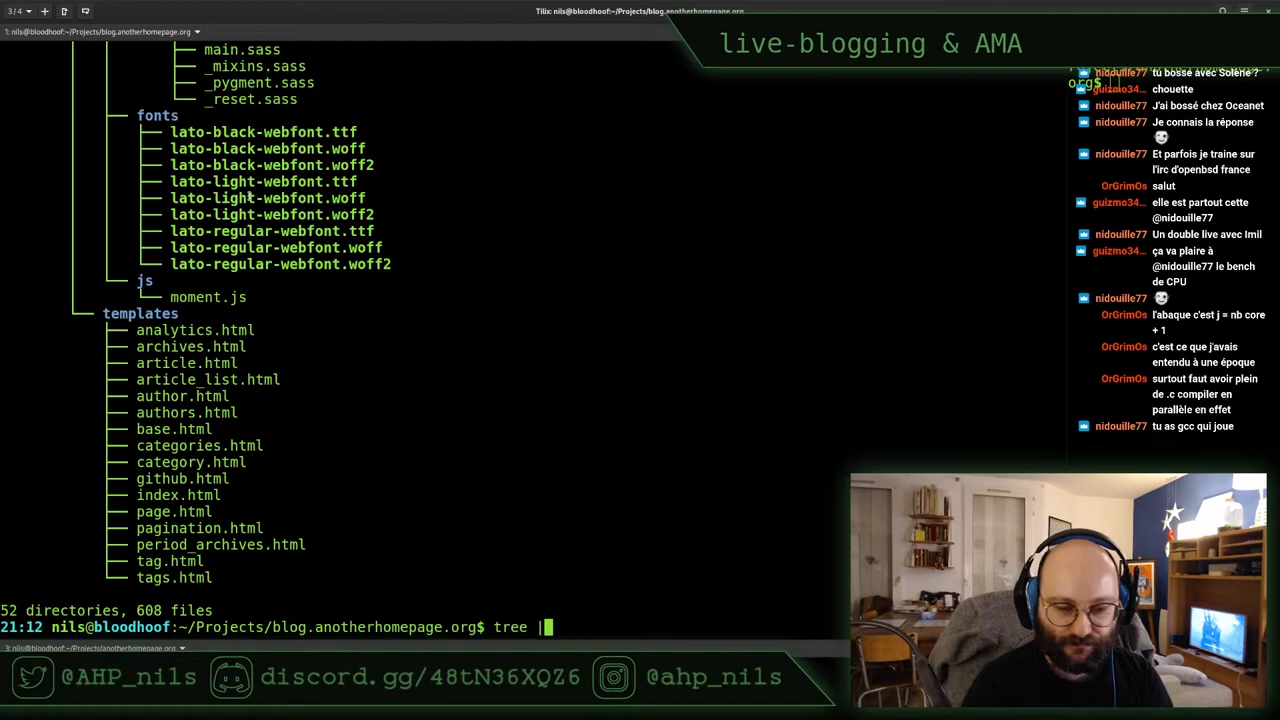 3/4
Tilix: nils@bloodhoof:~/Projects/blog.anotherhomepage.org
1: nils@bloodhoof:~/Projects/blog.anotherhomepage.org
live-blogging & AMA
├── main.sass
├── _mixins.sass
├── _pygment.sass
└── _reset.sass
├── fonts
├── lato-black-webfont.ttf
├── lato-black-webfont.woff
├── lato-black-webfont.woff2
├── lato-light-webfont.ttf
├── lato-light-webfont.woff
├── lato-light-webfont.woff2
├── lato-regular-webfont.ttf
├── lato-regular-webfont.woff
└── lato-regular-webfont.woff2
└── js
└── moment.js
└── templates
├── analytics.html
├── archives.html
├── article.html
├── article_list.html
├── author.html
├── authors.html
├── base.html
├── categories.html
├── category.html
├── github.html
├── index.html
├── page.html
├── pagination.html
├── period_archives.html
├── tag.html
└── tags.html
52 directories, 608 files
21:12 nils@bloodhoof:~/Projects/blog.anotherhomepage.org$ tree |
3: nils@bloodhoof:~/Projects/anotherhomepage.org
org$
nidouille77 tu bosse avec Solène ?
guizmo34... chouette
nidouille77 J'ai bossé chez Oceanet
nidouille77 Je connais la réponse
nidouille77 Et parfois je traine sur
l'irc d'openbsd france
OrGrimOs salut
guizmo34... elle est partout cette
@nidouille77
nidouille77 Un double live avec Imil
guizmo34... ça va plaire à
@nidouille77 le bench
de CPU
nidouille77
OrGrimOs l'abaque c'est j = nb core
+ 1
OrGrimOs c'est ce que j'avais
entendu à une époque
OrGrimOs surtout faut avoir plein
de .c compiler en
parallèle en effet
nidouille77 tu as gcc qui joue
@AHP_nils
discord.gg/48tN36XQZ6
@ahp_nils